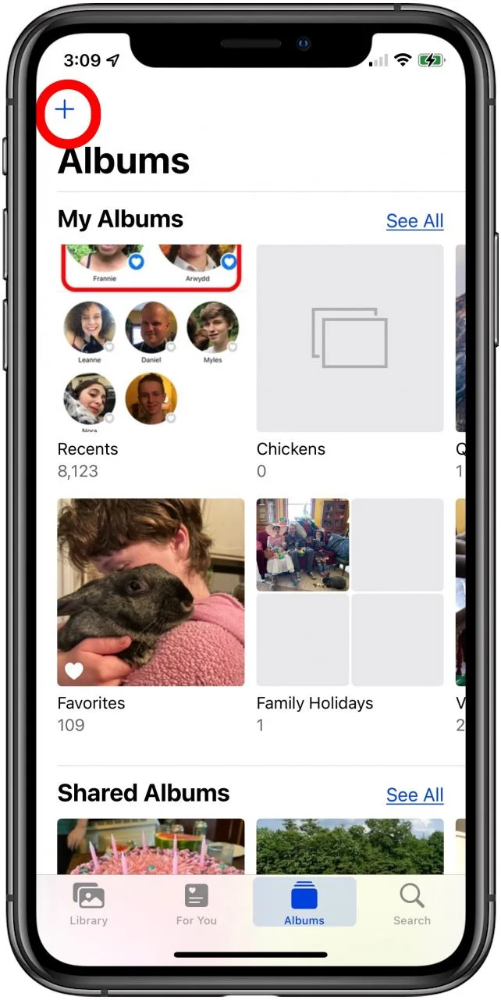 3:09
Albums
My Albums
See All
Frannie
Arwydd
Leanne
Daniel
Myles
Nora
Recents
8,123
Chickens
0
Q
1
Favorites
109
Family Holidays
1
V
2
Shared Albums
See All
Library
For You
Albums
Search